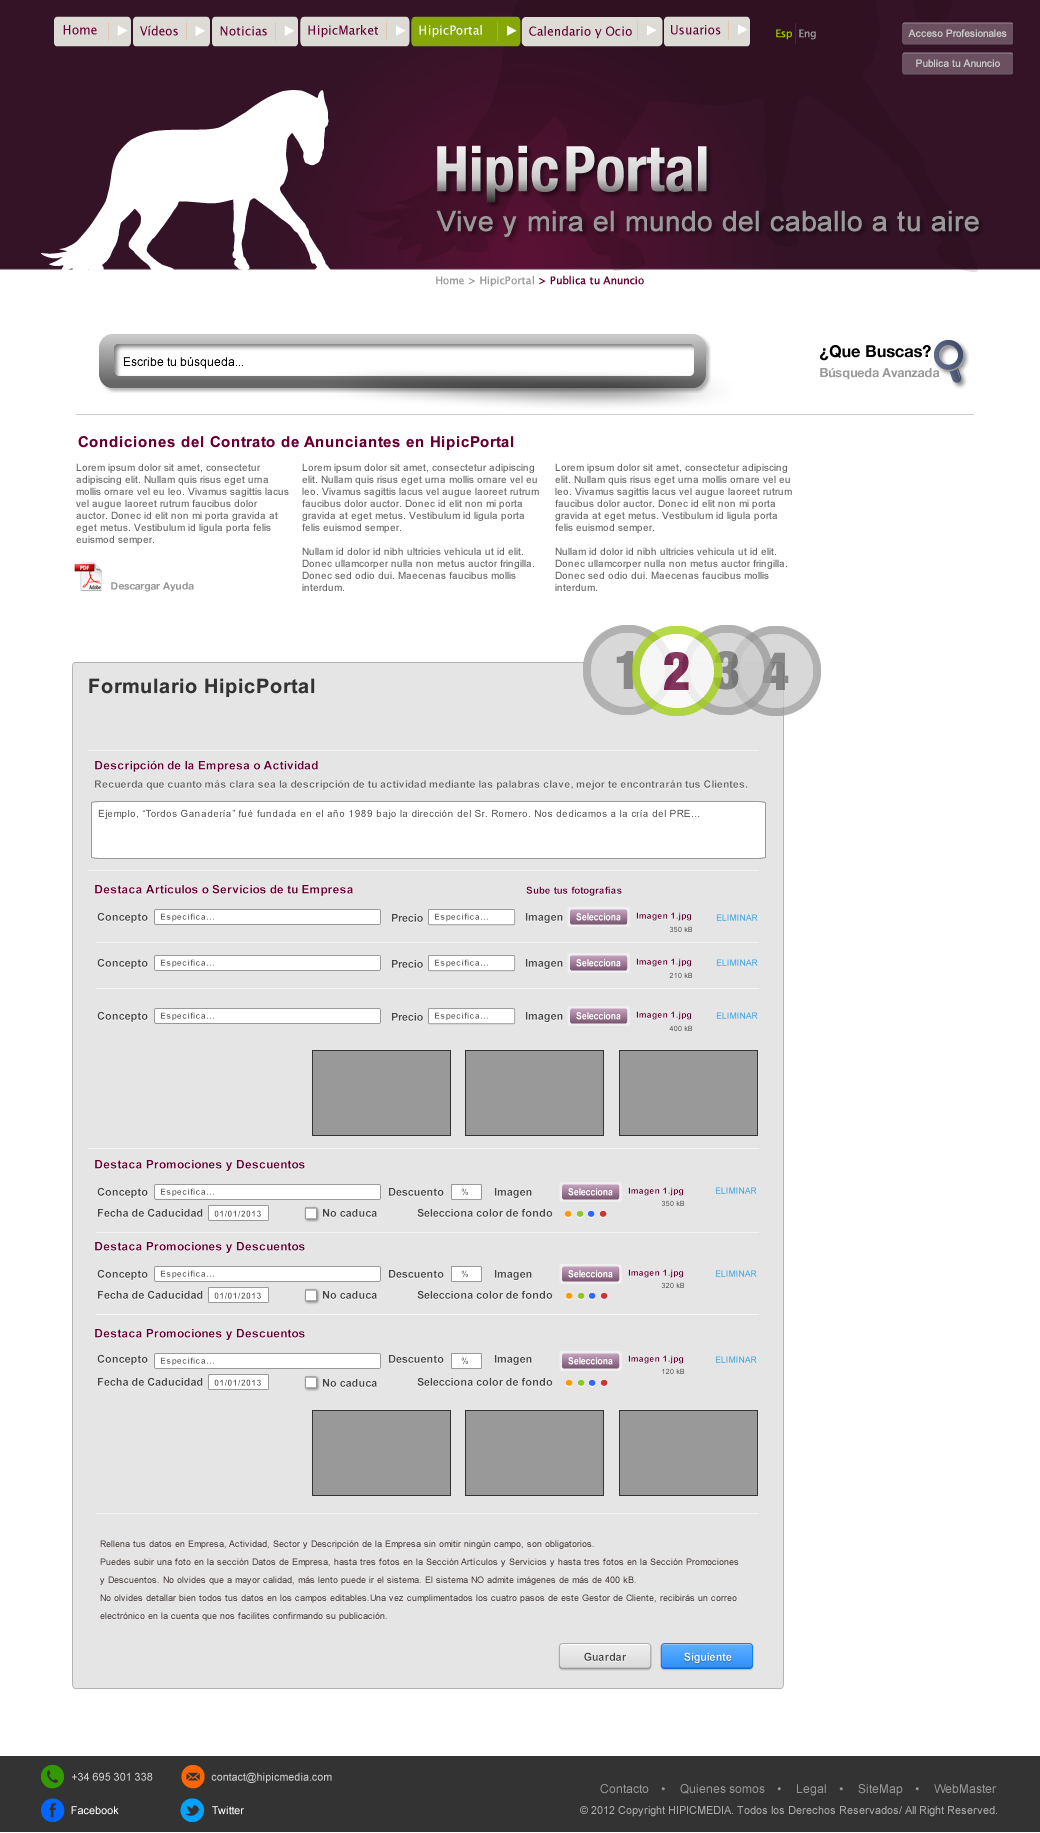 Home
Vídeos
Noticias
HipicMarket
HipicPortal
Calendario y Ocio
Usuarios
Esp Eng
Acceso Profesionales
Publica tu Anuncio
HipicPortal
Vive y mira el mundo del caballo a tu aire
Home > HipicPortal > Publica tu Anuncio
Escribe tu búsqueda...
¿Que Buscas?
Búsqueda Avanzada
Condiciones del Contrato de Anunciantes en HipicPortal
Lorem ipsum dolor sit amet, consectetur
adipiscing elit. Nullam quis risus eget urna
mollis ornare vel eu leo. Vivamus sagittis lacus
vel augue laoreet rutrum faucibus dolor
auctor. Donec id elit non mi porta gravida at
eget metus. Vestibulum id ligula porta felis
euismod semper.
PDF
Adobe
Descargar Ayuda
Lorem ipsum dolor sit amet, consectetur adipiscing
elit. Nullam quis risus eget urna mollis ornare vel eu
leo. Vivamus sagittis lacus vel augue laoreet rutrum
faucibus dolor auctor. Donec id elit non mi porta
gravida at eget metus. Vestibulum id ligula porta
felis euismod semper.
Nullam id dolor id nibh ultricies vehicula ut id elit.
Donec ullamcorper nulla non metus auctor fringilla.
Donec sed odio dui. Maecenas faucibus mollis
interdum.
Lorem ipsum dolor sit amet, consectetur adipiscing
elit. Nullam quis risus eget urna mollis ornare vel eu
leo. Vivamus sagittis lacus vel augue laoreet rutrum
faucibus dolor auctor. Donec id elit non mi porta
gravida at eget metus. Vestibulum id ligula porta
felis euismod semper.
Nullam id dolor id nibh ultricies vehicula ut id elit.
Donec ullamcorper nulla non metus auctor fringilla.
Donec sed odio dui. Maecenas faucibus mollis
interdum.
1 2 3 4
Formulario HipicPortal
Descripción de la Empresa o Actividad
Recuerda que cuanto más clara sea la descripción de tu actividad mediante las palabras clave, mejor te encontrarán tus Clientes.
Ejemplo, “Tordos Ganadería” fué fundada en el año 1989 bajo la dirección del Sr. Romero. Nos dedicamos a la cría del PRE...
Destaca Artículos o Servicios de tu Empresa Sube tus fotografías
Concepto Especifica... Precio Especifica... Imagen Selecciona Imagen 1.jpg ELIMINAR
350 kB
Concepto Especifica... Precio Especifica... Imagen Selecciona Imagen 1.jpg ELIMINAR
210 kB
Concepto Especifica... Precio Especifica... Imagen Selecciona Imagen 1.jpg ELIMINAR
400 kB
Destaca Promociones y Descuentos
Concepto Especifica... Descuento % Imagen Selecciona Imagen 1.jpg ELIMINAR
350 kB
Fecha de Caducidad 01/01/2013 No caduca Selecciona color de fondo
Destaca Promociones y Descuentos
Concepto Especifica... Descuento % Imagen Selecciona Imagen 1.jpg ELIMINAR
320 kB
Fecha de Caducidad 01/01/2013 No caduca Selecciona color de fondo
Destaca Promociones y Descuentos
Concepto Especifica... Descuento % Imagen Selecciona Imagen 1.jpg ELIMINAR
120 kB
Fecha de Caducidad 01/01/2013 No caduca Selecciona color de fondo
Rellena tus datos en Empresa, Actividad, Sector y Descripción de la Empresa sin omitir ningún campo, son obligatorios.
Puedes subir una foto en la sección Datos de Empresa, hasta tres fotos en la Sección Artículos y Servicios y hasta tres fotos en la Sección Promociones
y Descuentos. No olvides que a mayor calidad, más lento puede ir el sistema. El sistema NO admite imágenes de más de 400 kB.
No olvides detallar bien todos tus datos en los campos editables.Una vez cumplimentados los cuatro pasos de este Gestor de Cliente, recibirás un correo
electrónico en la cuenta que nos facilites confirmando su publicación.
Guardar
Siguiente
+34 695 301 338
contact@hipicmedia.com
Facebook
Twitter
Contacto • Quienes somos • Legal • SiteMap • WebMaster
© 2012 Copyright HIPICMEDIA. Todos los Derechos Reservados/ All Right Reserved.